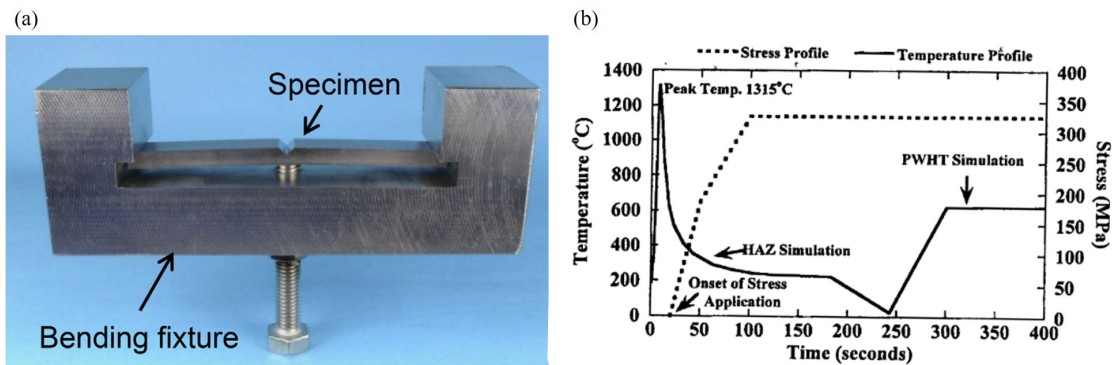 (a)
Specimen
Bending fixture
(b)
Stress Profile Temperature Profile
1400
1200
1000
800
600
400
200
0
Temperature (°C)
400
350
300
250
200
150
100
50
0
Stress (MPa)
Peak Temp. 1315°C
PWHT Simulation
HAZ Simulation
Onset of Stress
Application
0 50 100 150 200 250 300 350 400
Time (seconds)